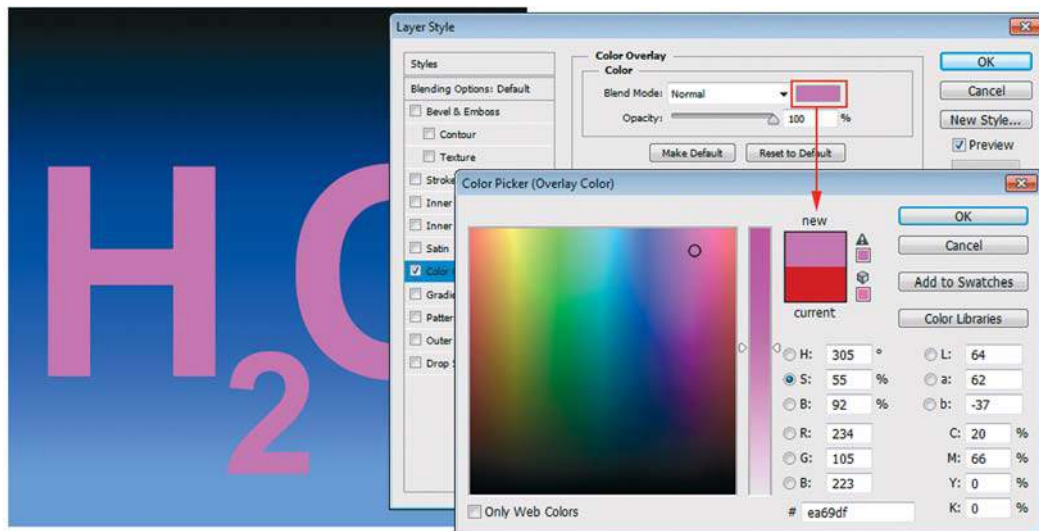 H2O
Layer Style
Styles
Blending Options: Default
Bevel & Emboss
Contour
Texture
Stroke
Inner
Inner
Satin
Color
Gradie
Patter
Outer
Drop S
Color Overlay
Color
Blend Mode: Normal
Opacity: 100 %
Make Default Reset to Default
OK
Cancel
New Style...
Preview
Color Picker (Overlay Color)
new
current
OK
Cancel
Add to Swatches
Color Libraries
H: 305 °
S: 55 %
B: 92 %
R: 234
G: 105
B: 223
# ea69df
L: 64
a: 62
b: -37
C: 20 %
M: 66 %
Y: 0 %
K: 0 %
Only Web Colors